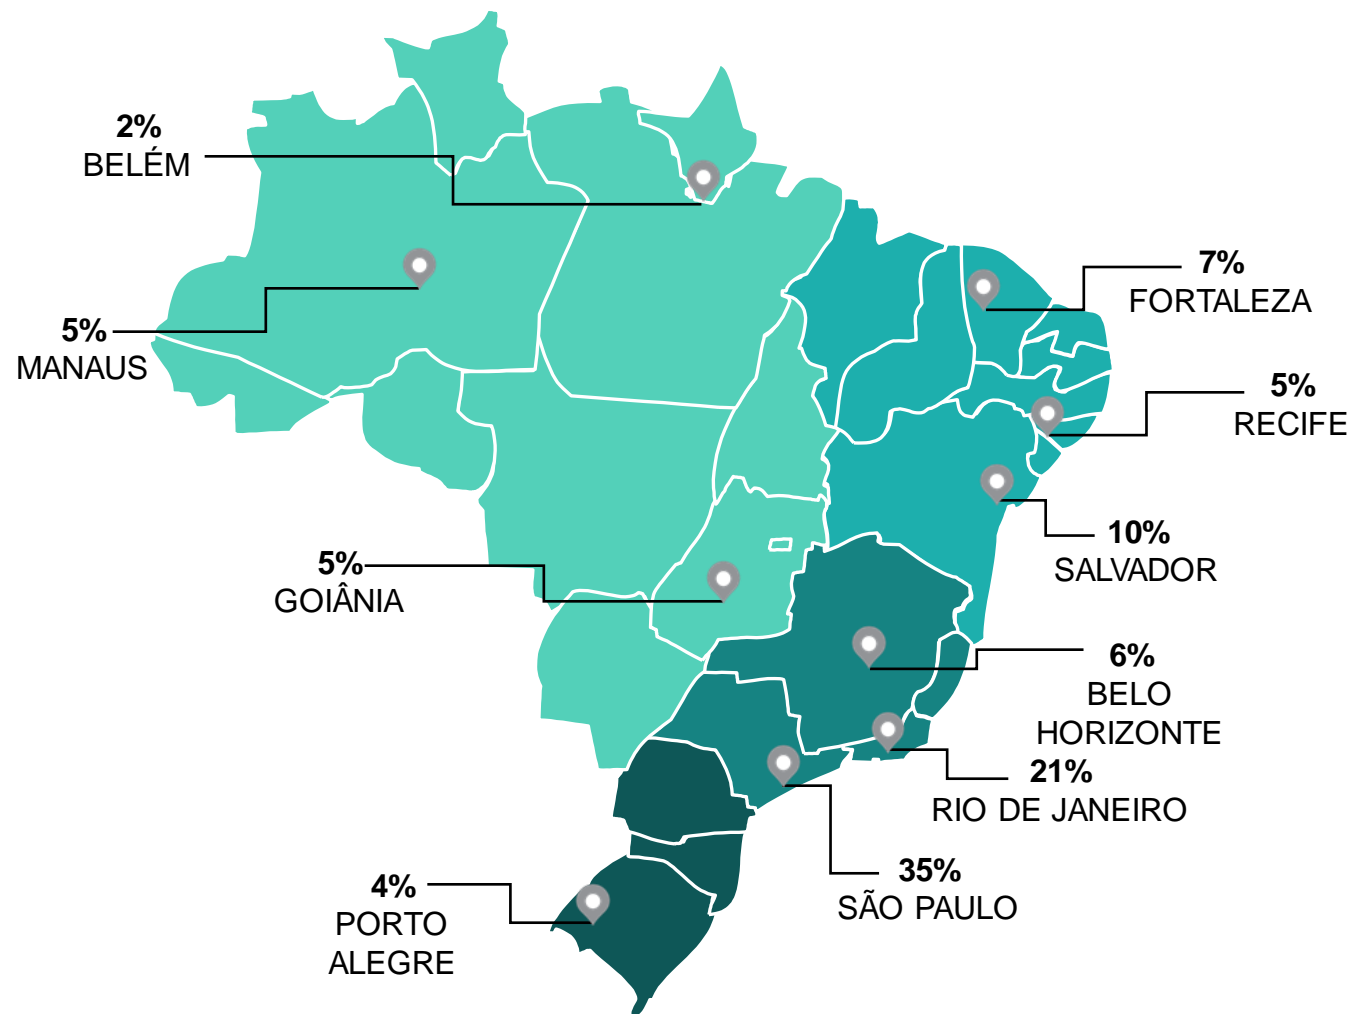 2%
BELÉM
7%
FORTALEZA
5%
MANAUS
5%
RECIFE
10%
SALVADOR
5%
GOIÂNIA
6%
BELO
HORIZONTE
21%
RIO DE JANEIRO
35%
SÃO PAULO
4%
PORTO
ALEGRE